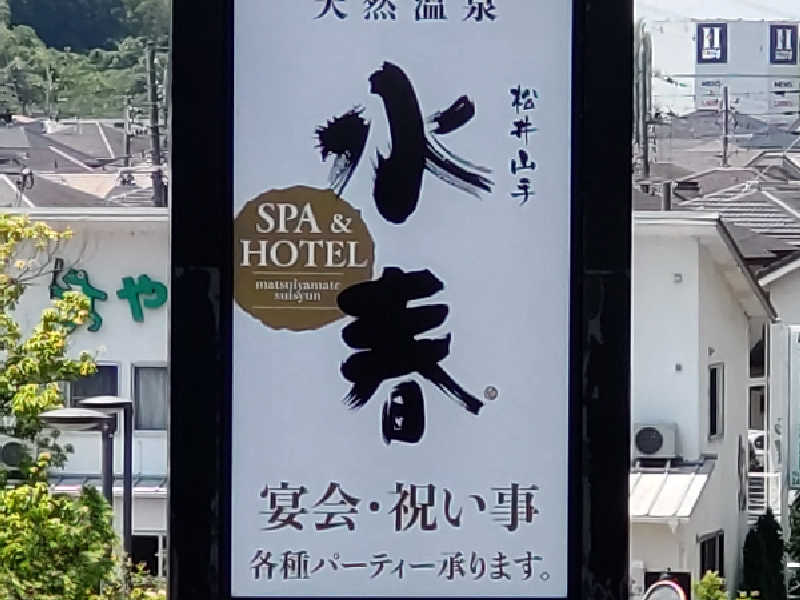 天然温泉
松井山手
水春
SPA &
HOTEL
matsuiyamate
suisyun
宴会・祝い事
各種パーティー承ります。
や